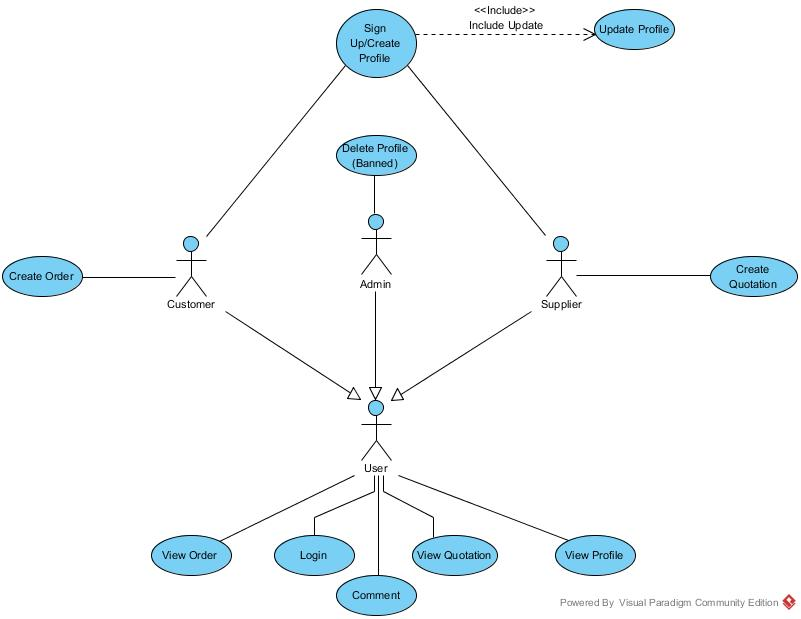 <<Include>>
Include Update
Sign
Up/Create
Profile
Update Profile
Delete Profile
(Banned)
Create Order
Customer
Admin
Supplier
Create
Quotation
User
View Order
Login
View Quotation
View Profile
Comment
Powered By Visual Paradigm Community Edition